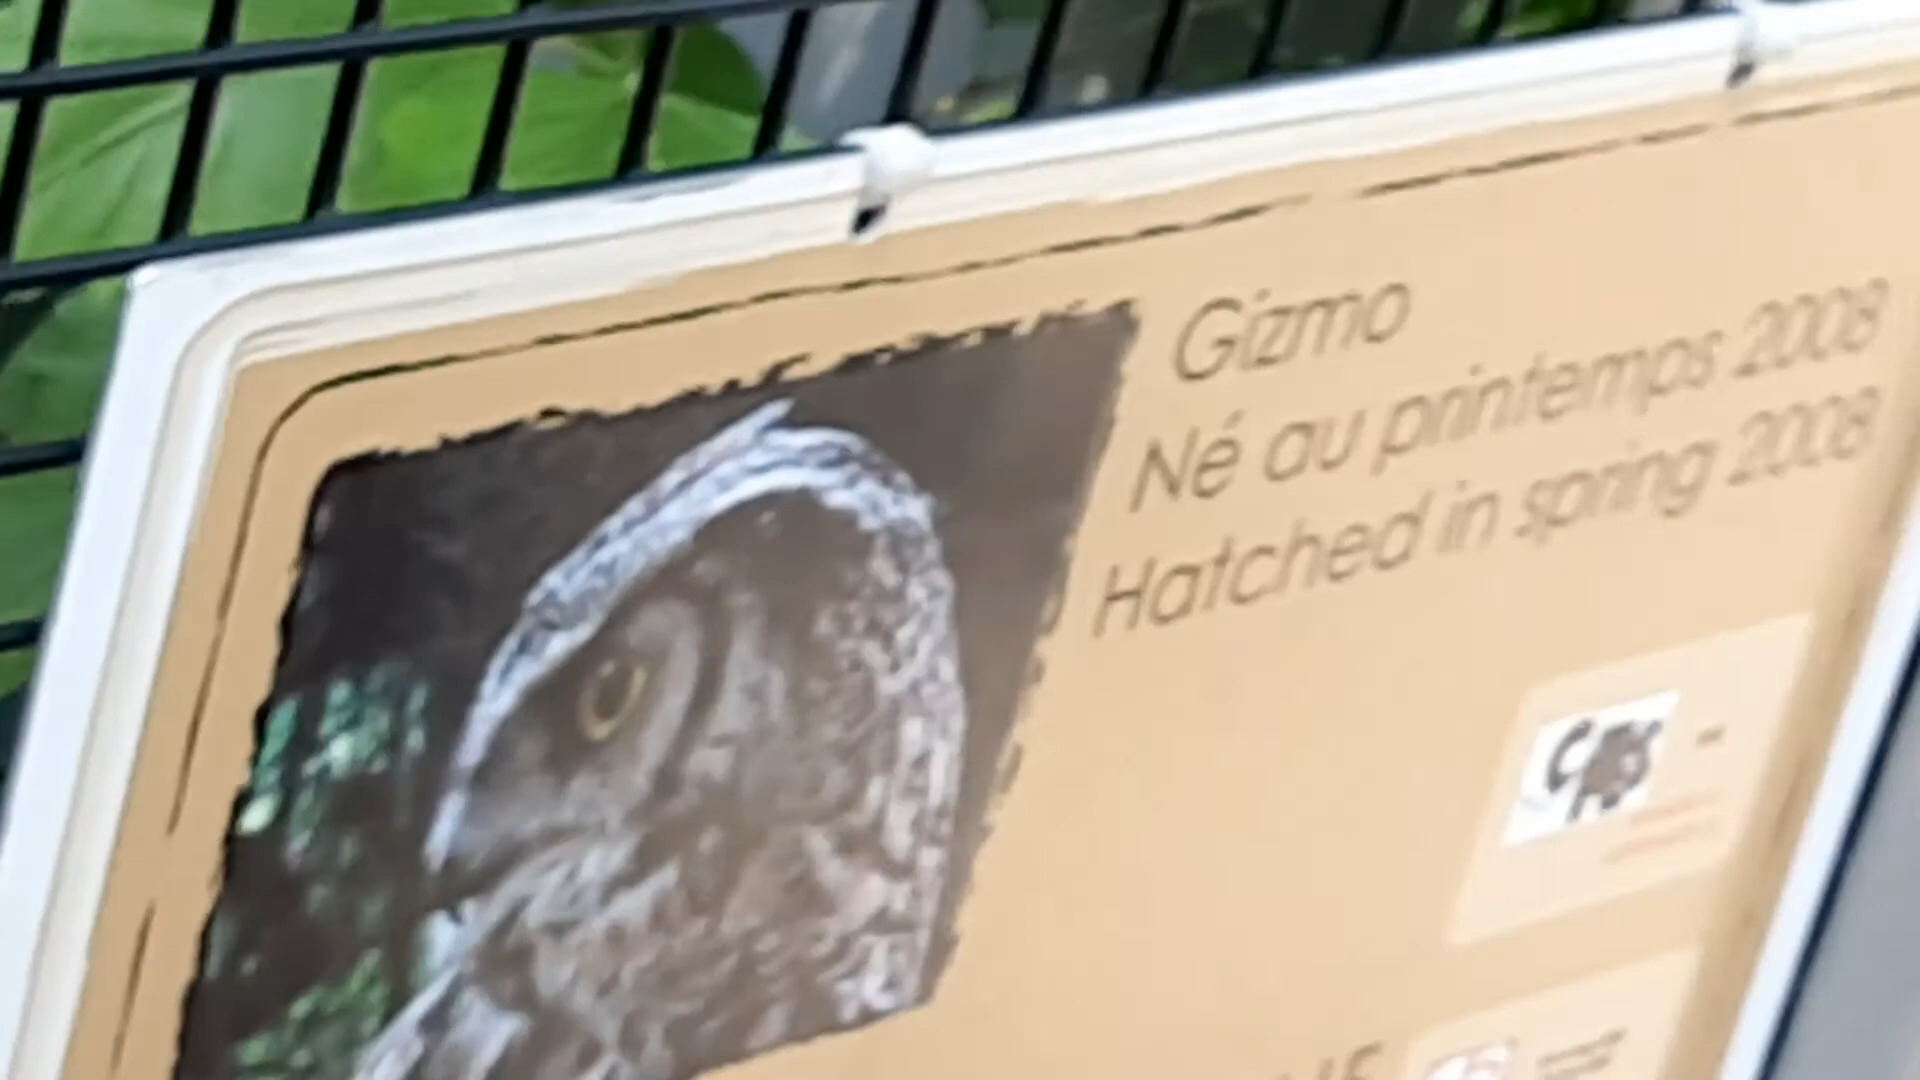 Gizmo
Né au printemps 2008
Hatched in spring 2008